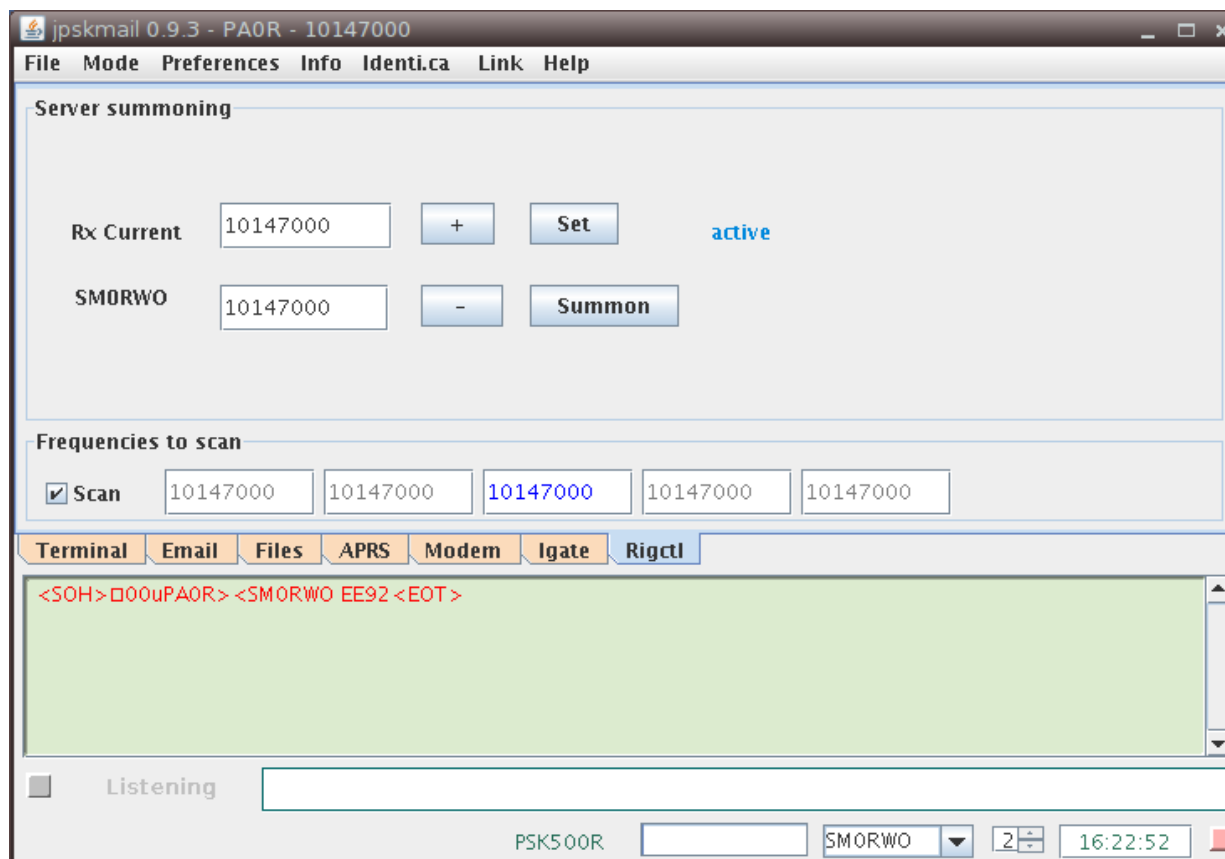 jpskmail 0.9.3 - PA0R - 10147000
File Mode Preferences Info Identi.ca Link Help
Server summoning
Rx Current 10147000 + Set active
SM0RWO 10147000 - Summon
Frequencies to scan
Scan 10147000 10147000 10147000 10147000 10147000
Terminal Email Files APRS Modem Igate Rigctl
<SOH>□00uPA0R><SM0RWO EE92<EOT>
Listening
PSK500R SM0RWO 2 16:22:52